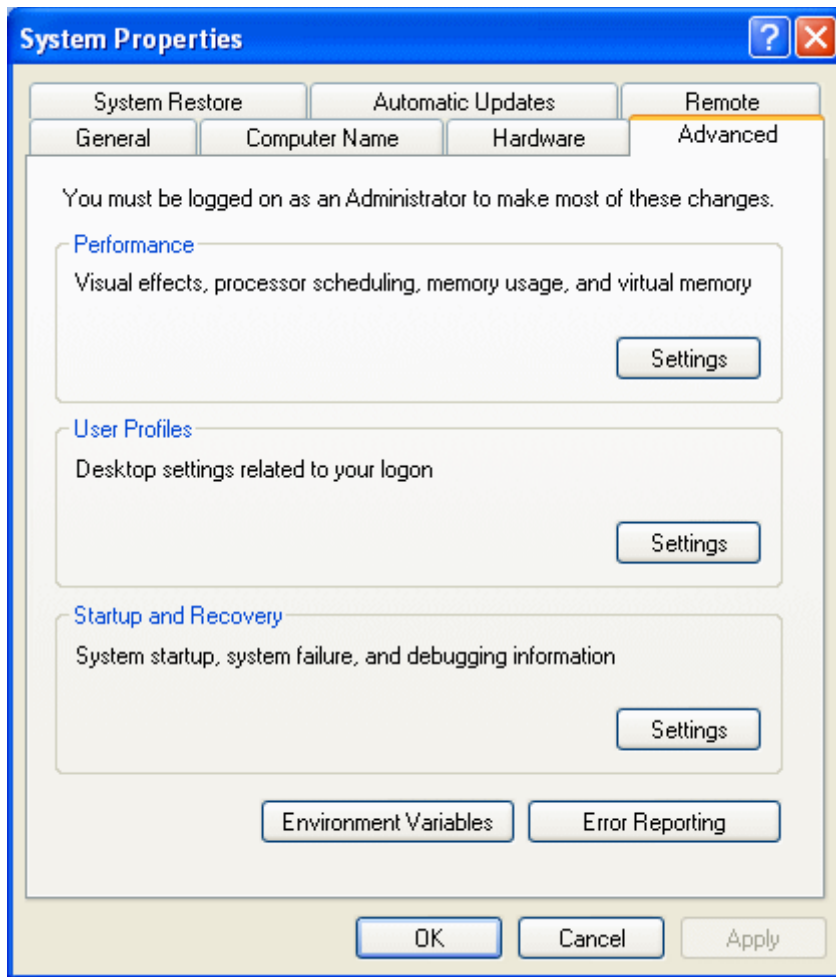 System Properties
System Restore Automatic Updates Remote
General Computer Name Hardware Advanced
You must be logged on as an Administrator to make most of these changes.
Performance
Visual effects, processor scheduling, memory usage, and virtual memory
Settings
User Profiles
Desktop settings related to your logon
Settings
Startup and Recovery
System startup, system failure, and debugging information
Settings
Environment Variables Error Reporting
OK Cancel Apply